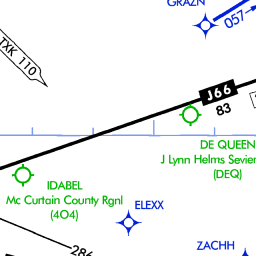 GRAZN
057
TXK 110
J66
83
DE QUEEN
J Lynn Helms Sevier
(DEQ)
IDABEL
Mc Curtain County Rgnl
(4O4)
ELEXX
ZACHH
286